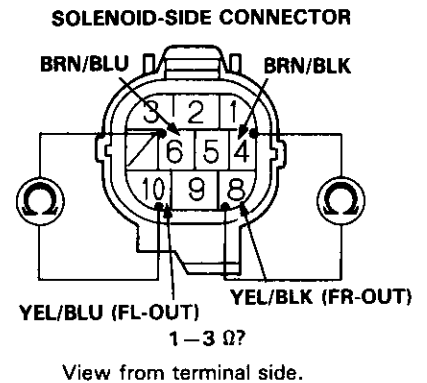 SOLENOID-SIDE CONNECTOR
BRN/BLU BRN/BLK
3 2 1
6 5 4
10 9 8
Ω Ω
YEL/BLU (FL-OUT) YEL/BLK (FR-OUT)
1–3 Ω?
View from terminal side.